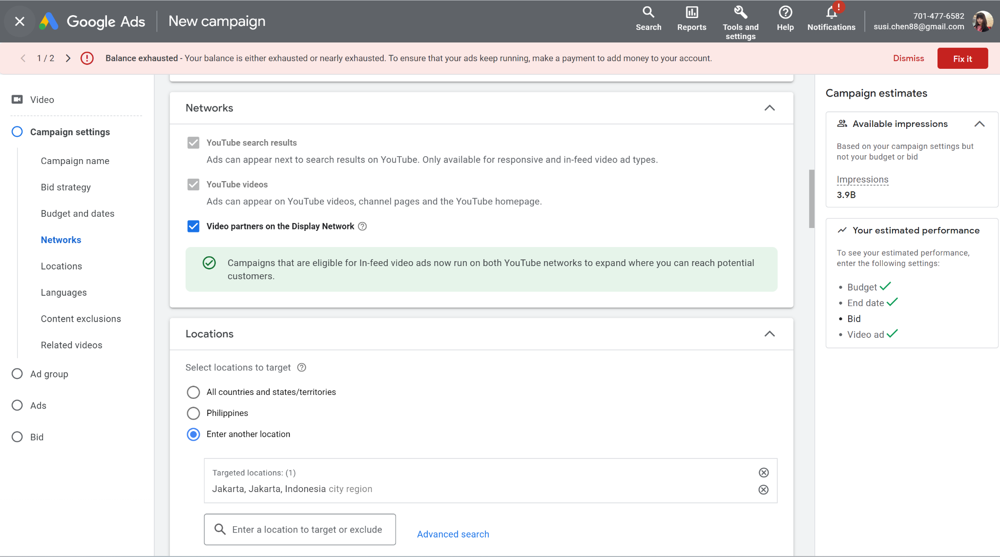 Google Ads
New campaign
Search
Reports
Tools and
settings
Help
!
Notifications
701-477-6582
susi.chen88@gmail.com
1 / 2
Balance exhausted - Your balance is either exhausted or nearly exhausted. To ensure that your ads keep running, make a payment to add money to your account.
Dismiss
Fix it
Video
Campaign settings
Campaign name
Bid strategy
Budget and dates
Networks
Locations
Languages
Content exclusions
Related videos
Ad group
Ads
Bid
Networks
YouTube search results
Ads can appear next to search results on YouTube. Only available for responsive and in-feed video ad types.
YouTube videos
Ads can appear on YouTube videos, channel pages and the YouTube homepage.
Video partners on the Display Network
Campaigns that are eligible for In-feed video ads now run on both YouTube networks to expand where you can reach potential
customers.
Locations
Select locations to target
All countries and states/territories
Philippines
Enter another location
Targeted locations: (1)
Jakarta, Jakarta, Indonesia city region
Enter a location to target or exclude
Advanced search
Campaign estimates
Available impressions
Based on your campaign settings but
not your budget or bid
Impressions
3.9B
Your estimated performance
To see your estimated performance,
enter the following settings:
• Budget
• End date
• Bid
• Video ad